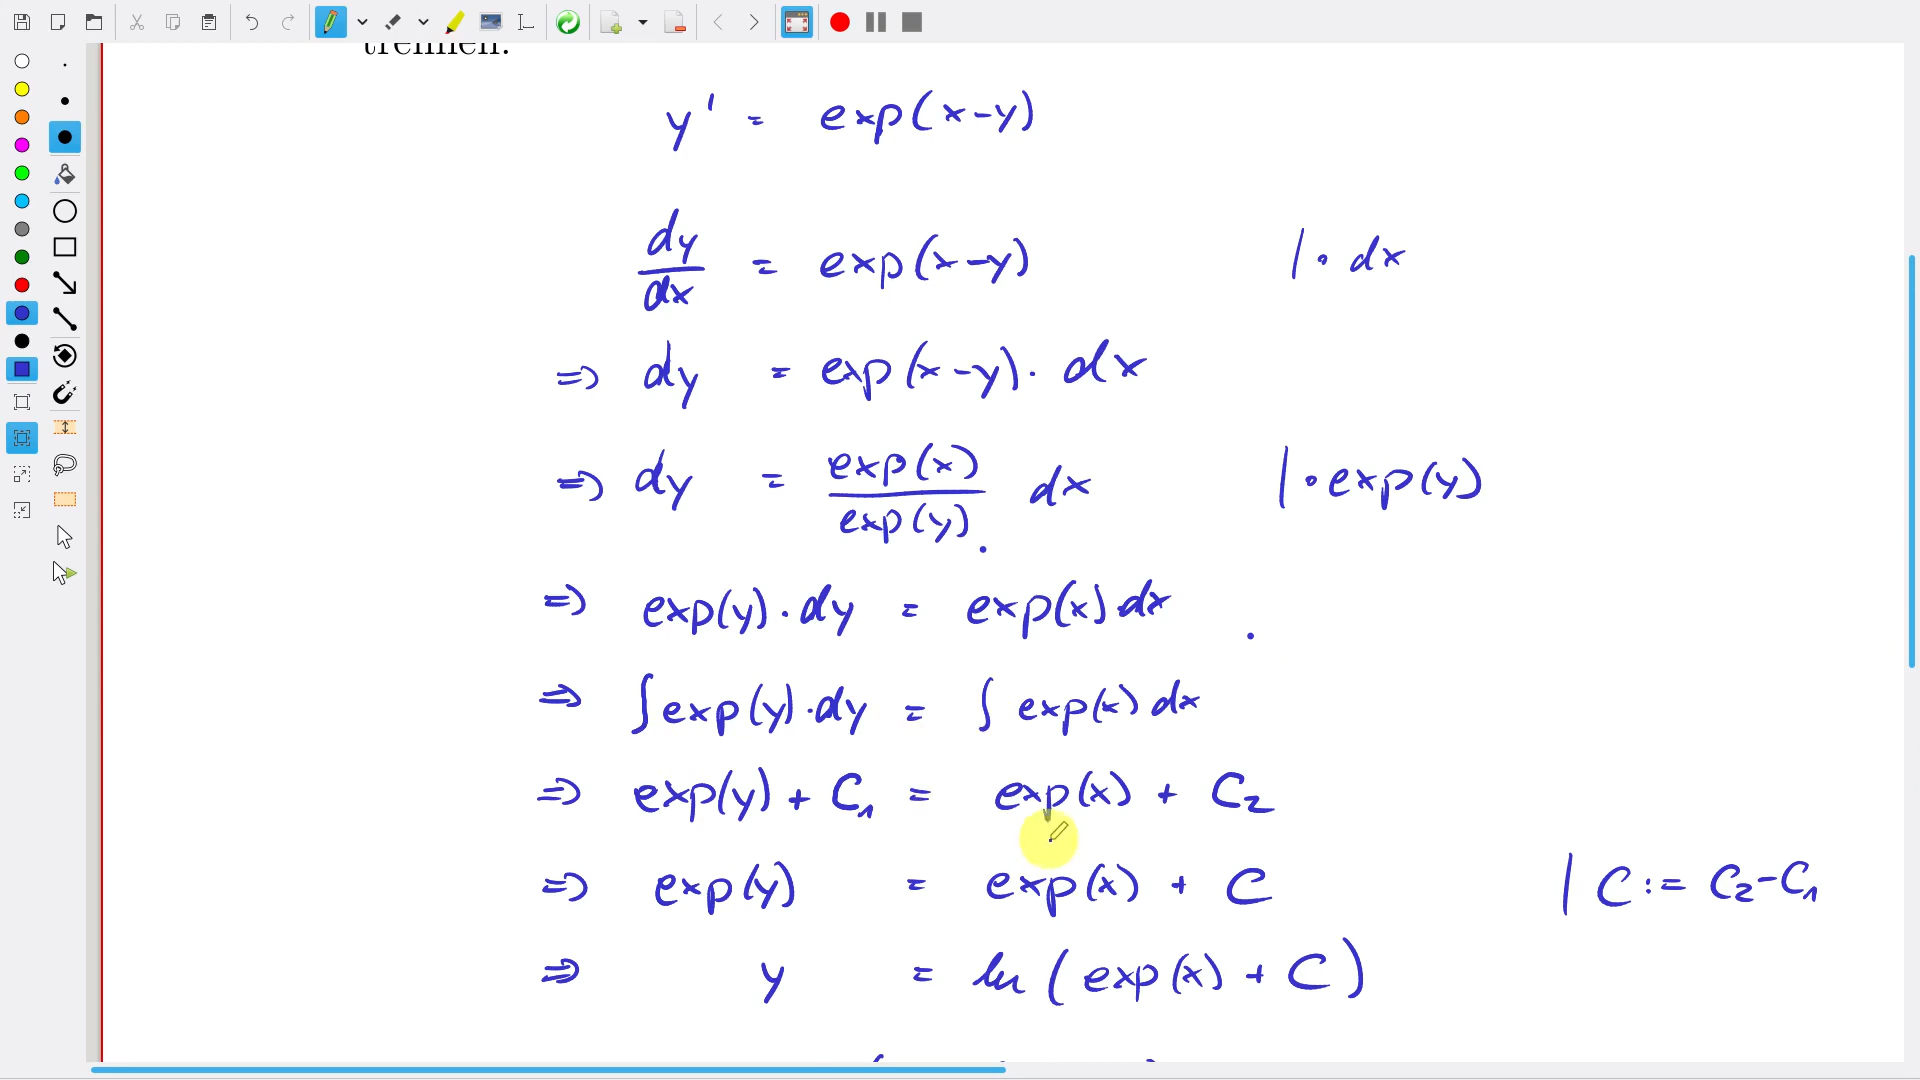 trennen.
y' = exp(x-y)
dy/dx = exp(x-y) | · dx
⇒ dy = exp(x-y) · dx
⇒ dy = exp(x)/exp(y) dx | · exp(y)
⇒ exp(y) · dy = exp(x) dx
⇒ ∫ exp(y) · dy = ∫ exp(x) dx
⇒ exp(y) + C₁ = exp(x) + C₂
⇒ exp(y) = exp(x) + C | C := C₂-C₁
⇒ y = ln(exp(x) + C)